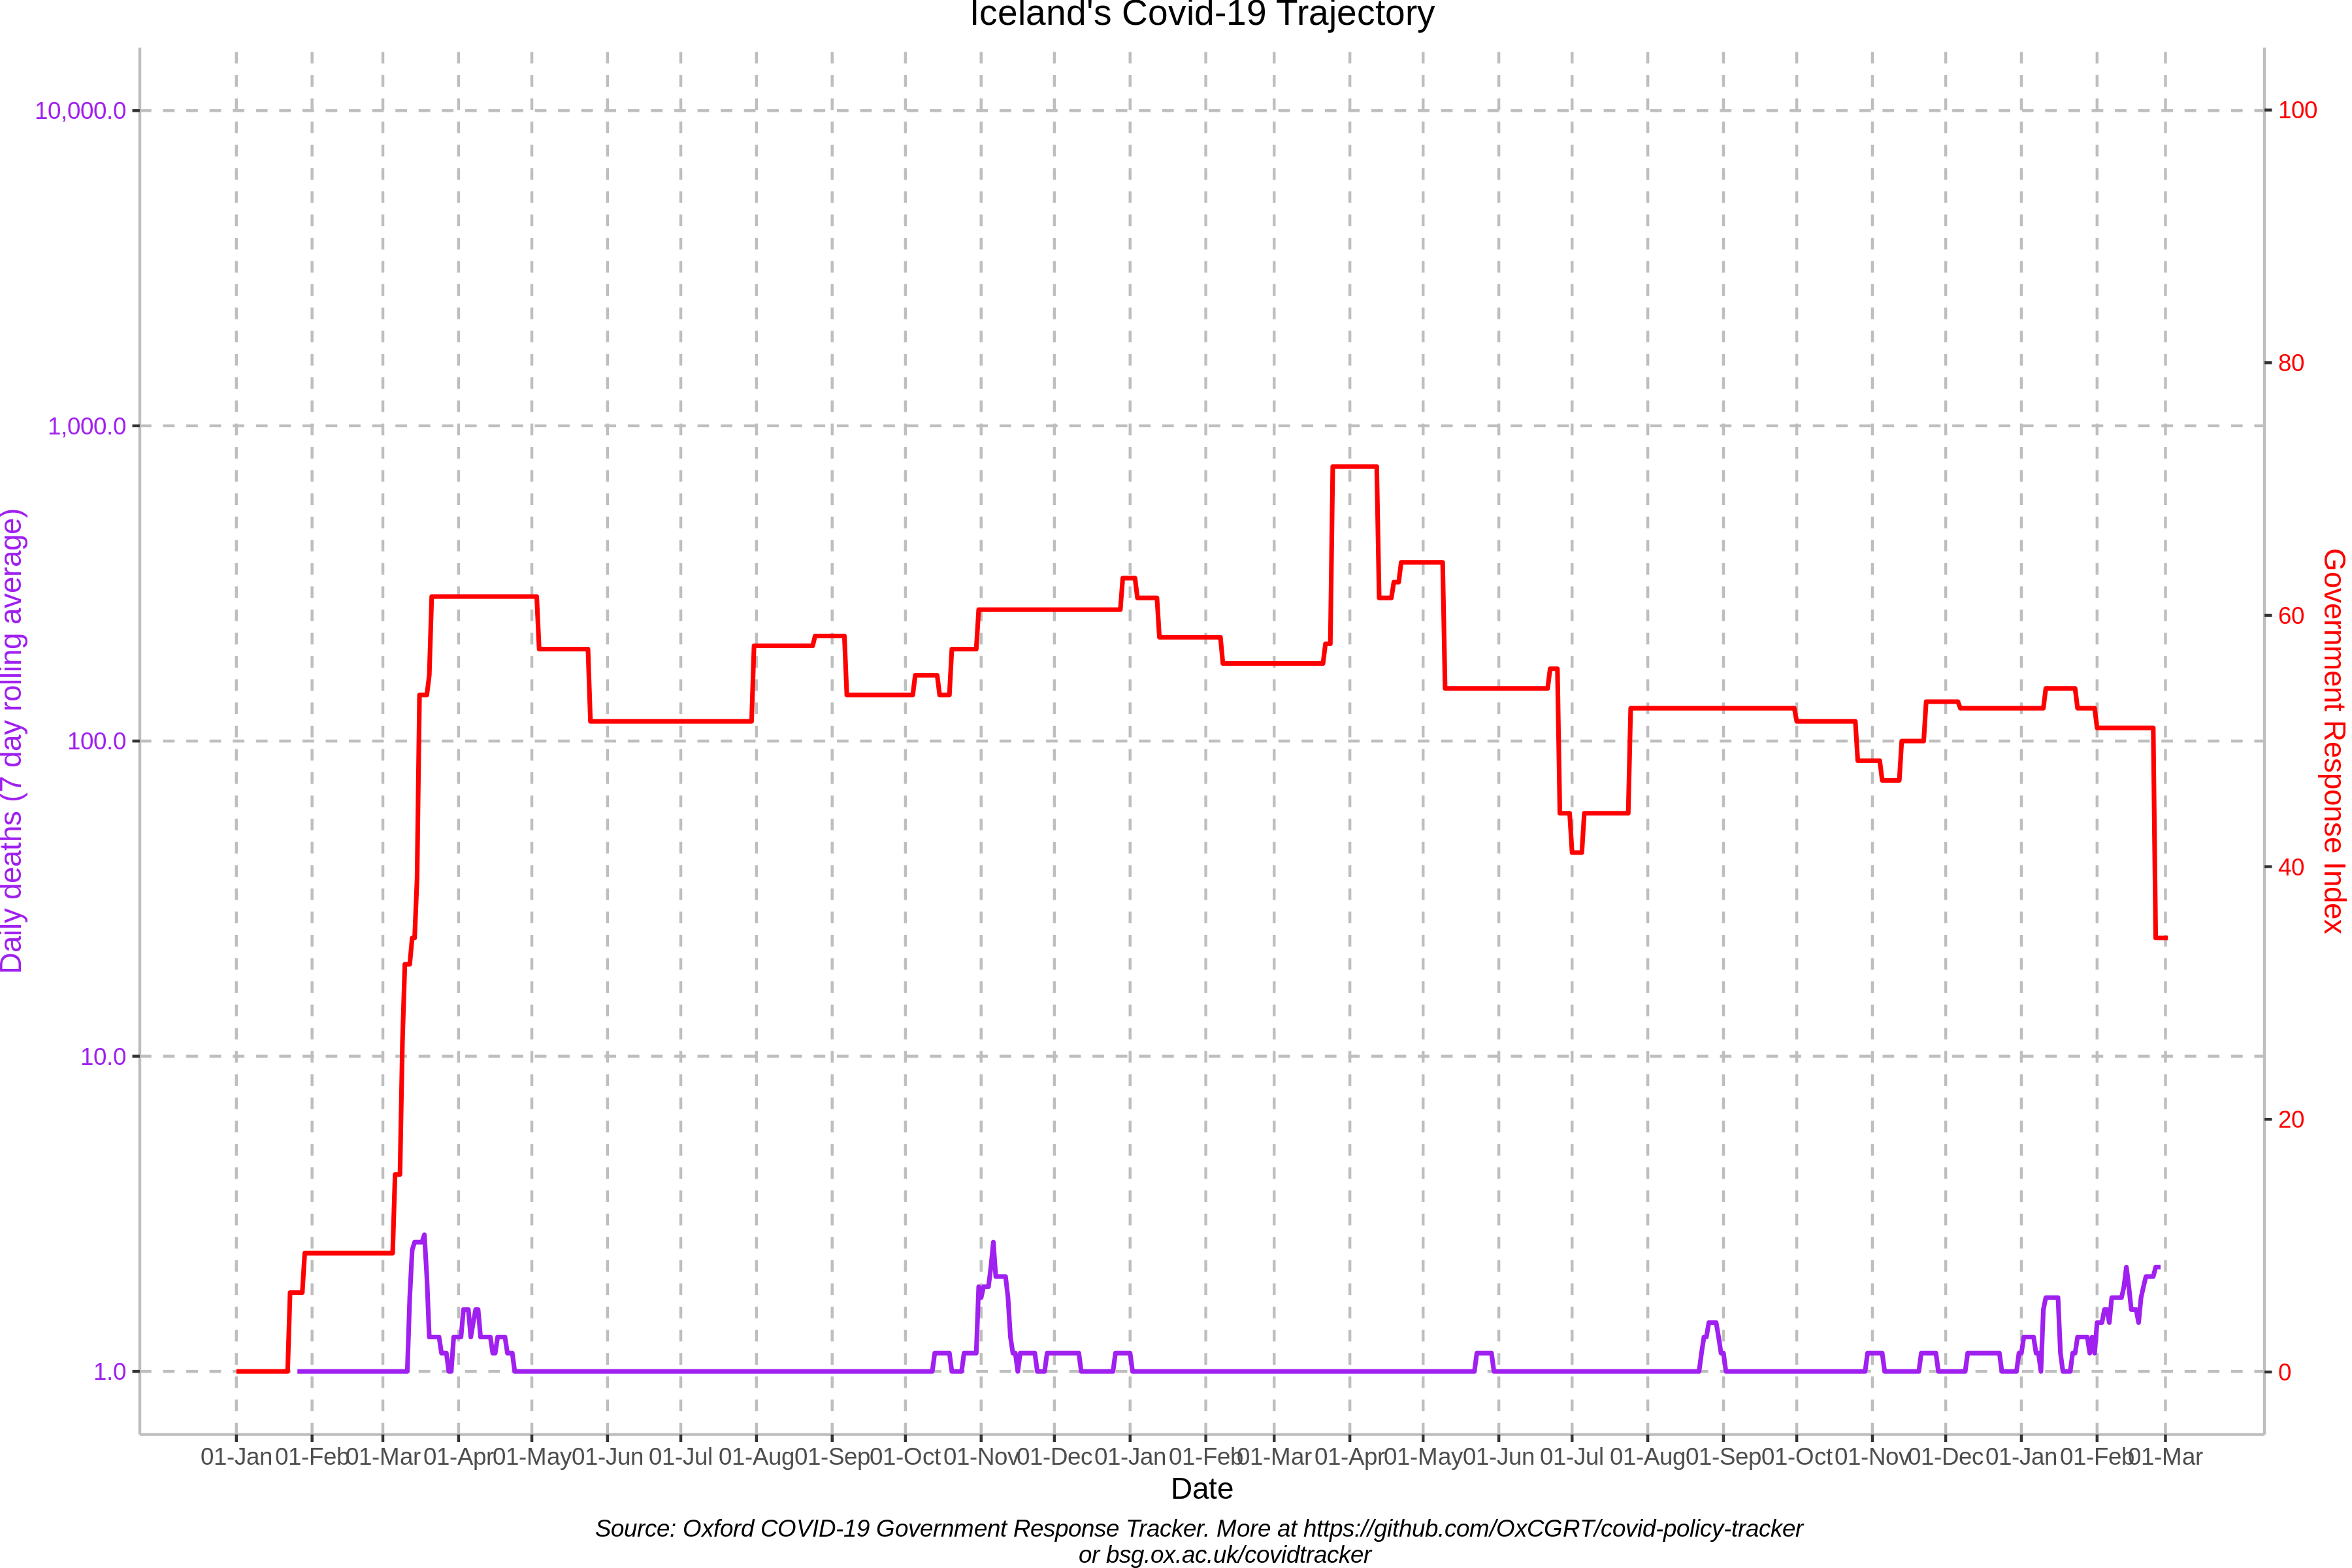 Iceland's Covid-19 Trajectory
10,000.0
1,000.0
100.0
10.0
1.0
Daily deaths (7 day rolling average)
100
80
60
40
20
0
Government Response Index
01-Jan 01-Feb 01-Mar 01-Apr 01-May 01-Jun 01-Jul 01-Aug 01-Sep 01-Oct 01-Nov 01-Dec 01-Jan 01-Feb 01-Mar 01-Apr 01-May 01-Jun 01-Jul 01-Aug 01-Sep 01-Oct 01-Nov 01-Dec 01-Jan 01-Feb 01-Mar
Date
Source: Oxford COVID-19 Government Response Tracker. More at https://github.com/OxCGRT/covid-policy-tracker
or bsg.ox.ac.uk/covidtracker